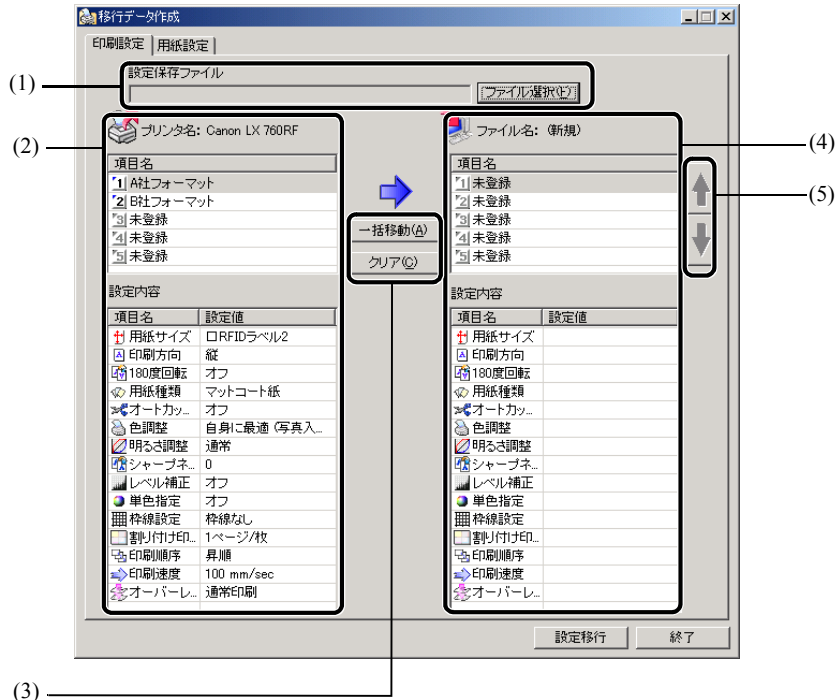 移行データ作成
印刷設定 用紙設定
(1)
設定保存ファイル
ファイル選択(F)
(2)
プリンタ名: Canon LX 760RF
項目名
1 A社フォーマット
2 B社フォーマット
3 未登録
4 未登録
5 未登録
設定内容
項目名 設定値
用紙サイズ ロRFIDラベル2
印刷方向 縦
180度回転 オフ
用紙種類 マットコート紙
オートカッ... オフ
色調整 自身に最適 (写真入...
明るさ調整 通常
シャープネ... 0
レベル補正 オフ
単色指定 オフ
枠線設定 枠線なし
割り付け印... 1ページ/枚
印刷順序 昇順
印刷速度 100 mm/sec
オーバーレ... 通常印刷
一括移動(A)
クリア(C)
(3)
ファイル名: (新規)
(4)
項目名
1 未登録
2 未登録
3 未登録
4 未登録
5 未登録
(5)
設定内容
項目名 設定値
用紙サイズ
印刷方向
180度回転
用紙種類
オートカッ...
色調整
明るさ調整
シャープネ...
レベル補正
単色指定
枠線設定
割り付け印...
印刷順序
印刷速度
オーバーレ...
設定移行 終了